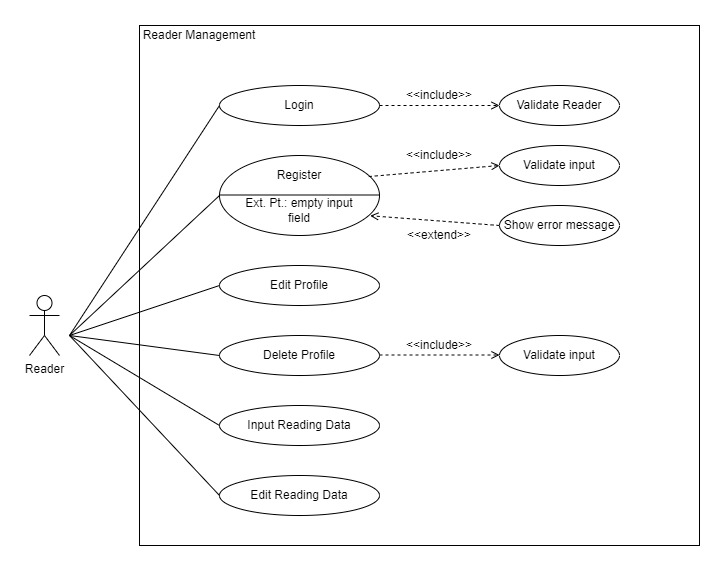 Reader Management
Login
<<include>>
Validate Reader
Register
<<include>>
Validate input
Ext. Pt.: empty input
field
<<extend>>
Show error message
Edit Profile
Reader
Delete Profile
<<include>>
Validate input
Input Reading Data
Edit Reading Data